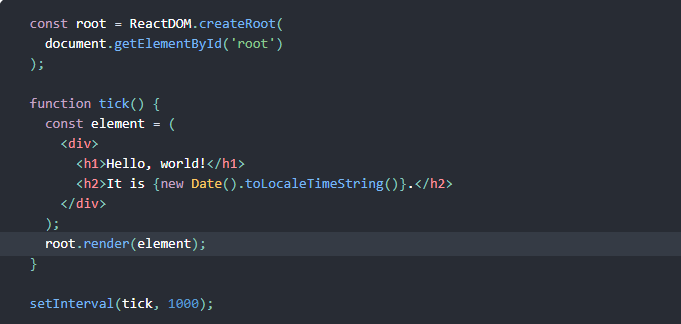 const root = ReactDOM.createRoot(
  document.getElementById('root')
);

function tick() {
  const element = (
    <div>
      <h1>Hello, world!</h1>
      <h2>It is {new Date().toLocaleTimeString()}.</h2>
    </div>
  );
  root.render(element);
}

setInterval(tick, 1000);